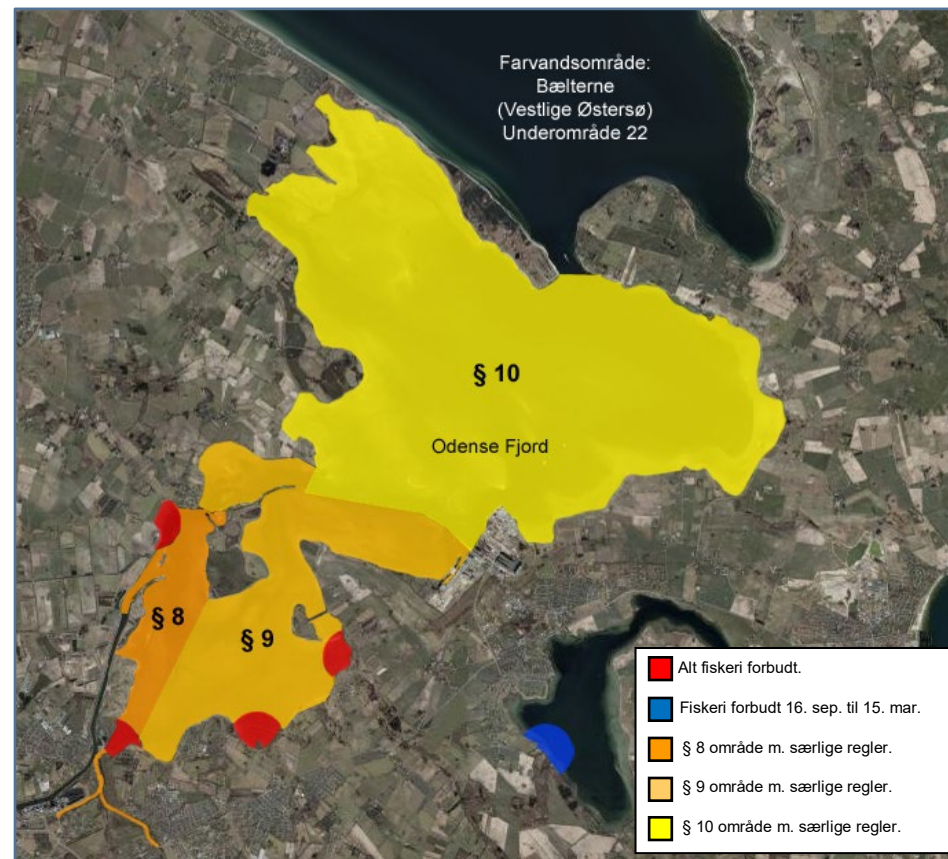 Farvandsområde:
Bælterne
(Vestlige Østersø)
Underområde 22
§ 10
Odense Fjord
§ 8
§ 9
Alt fiskeri forbudt.
Fiskeri forbudt 16. sep. til 15. mar.
§ 8 område m. særlige regler.
§ 9 område m. særlige regler.
§ 10 område m. særlige regler.